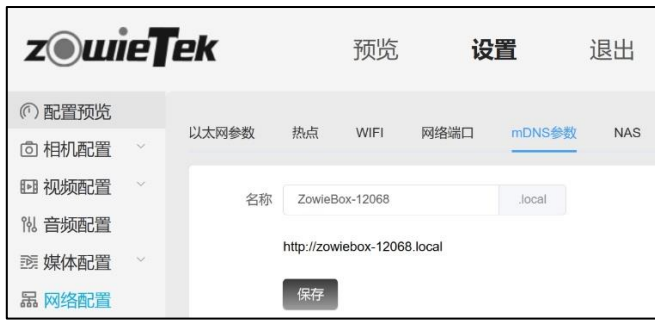 zowieTek 预览 设置 退出
配置预览
相机配置
视频配置
音频配置
媒体配置
网络配置
以太网参数 热点 WIFI 网络端口 mDNS参数 NAS
名称 ZowieBox-12068 .local
http://zowiebox-12068.local
保存